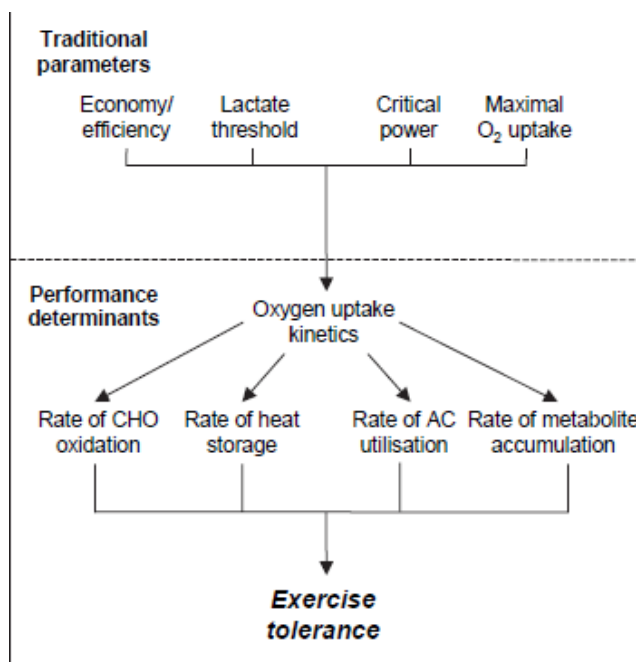 Traditional
parameters
Economy/
efficiency
Lactate
threshold
Critical
power
Maximal
O₂ uptake
Performance
determinants
Oxygen uptake
kinetics
Rate of CHO
oxidation
Rate of heat
storage
Rate of AC
utilisation
Rate of metabolite
accumulation
Exercise
tolerance